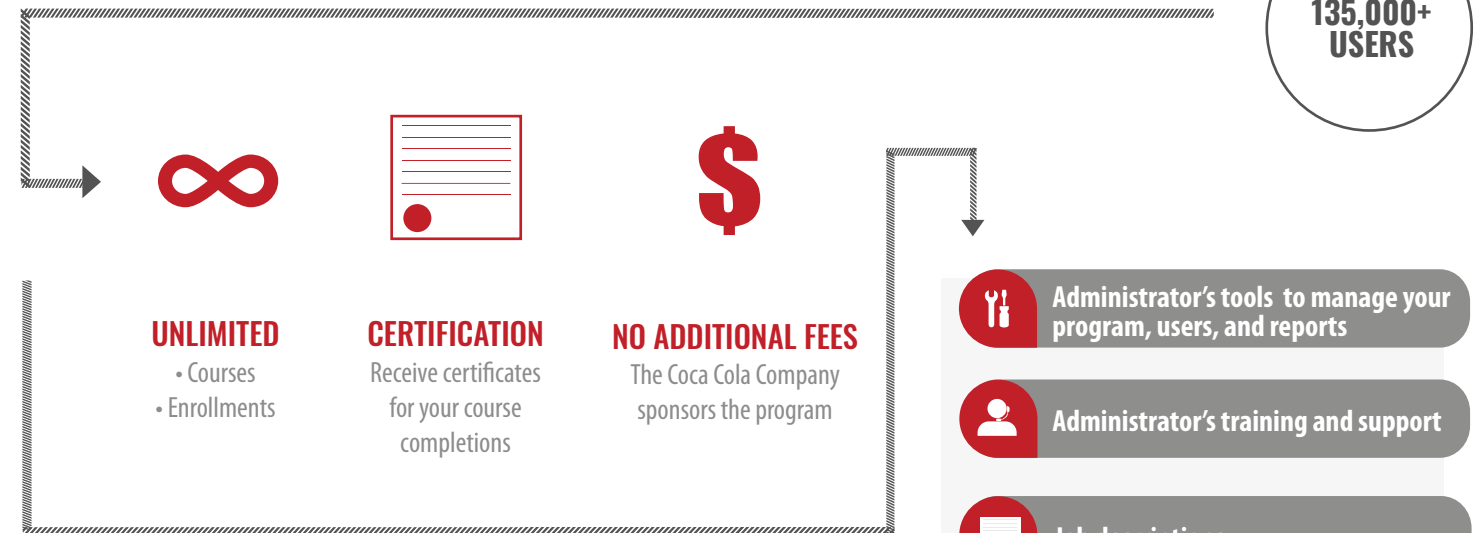 135,000+
USERS
UNLIMITED
• Courses
• Enrollments
CERTIFICATION
Receive certificates
for your course
completions
$
NO ADDITIONAL FEES
The Coca Cola Company
sponsors the program
Administrator's tools to manage your
program, users, and reports
Administrator's training and support